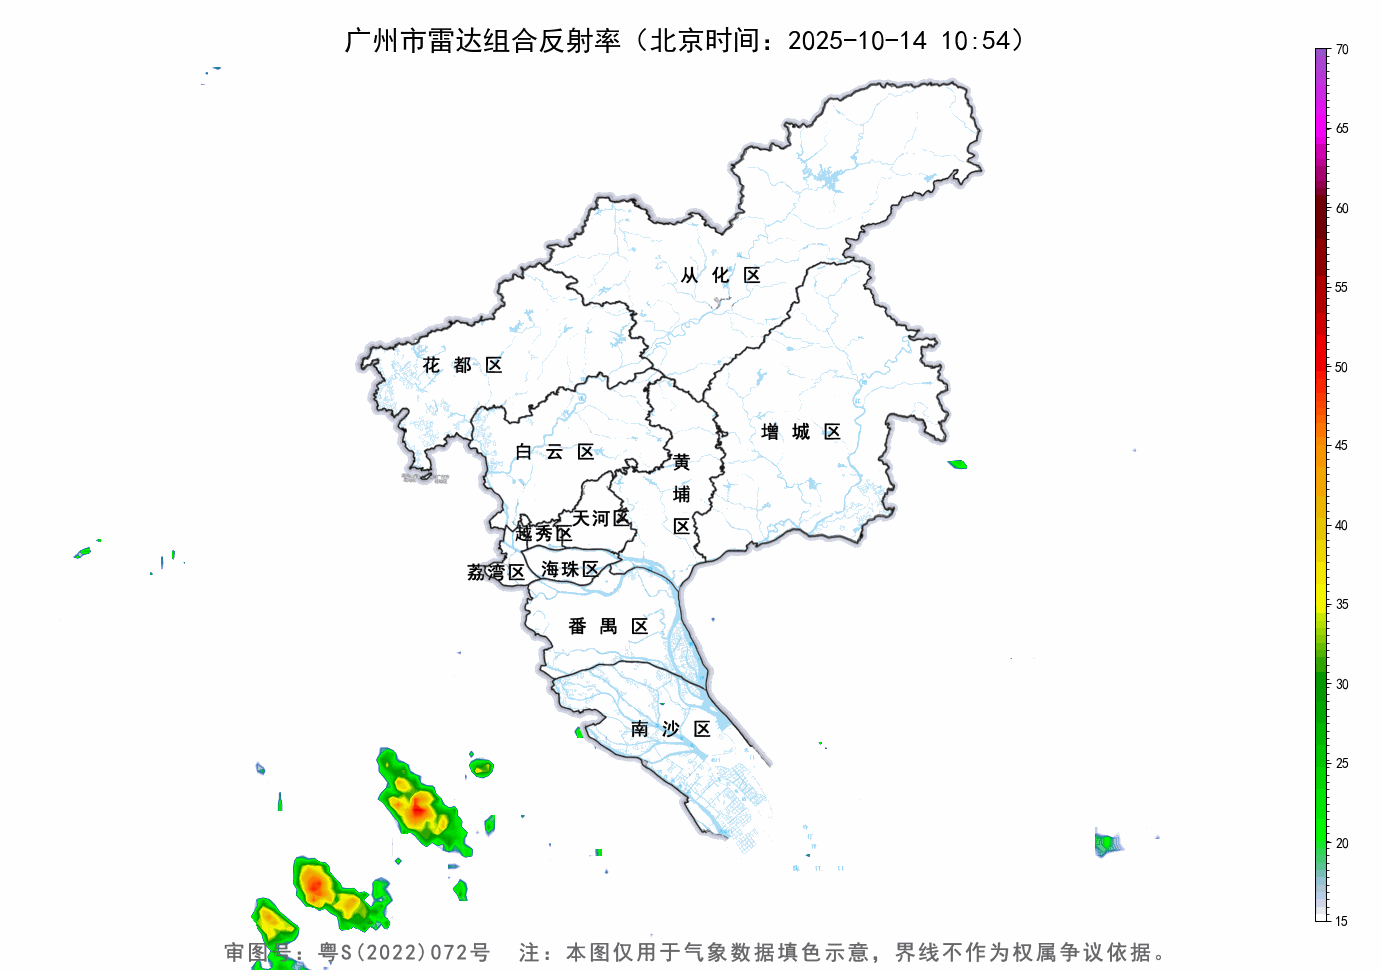 广州市雷达组合反射率（北京时间：2025-10-14 10:54）
70
65
60
55
50
45
40
35
30
25
20
15
从化区
花都区
增城区
白云区
黄埔区
天河区
越秀区
海珠区
荔湾区
番禺区
南沙区
审图号：粤S(2022)072号 注：本图仅用于气象数据填色示意，界线不作为权属争议依据。